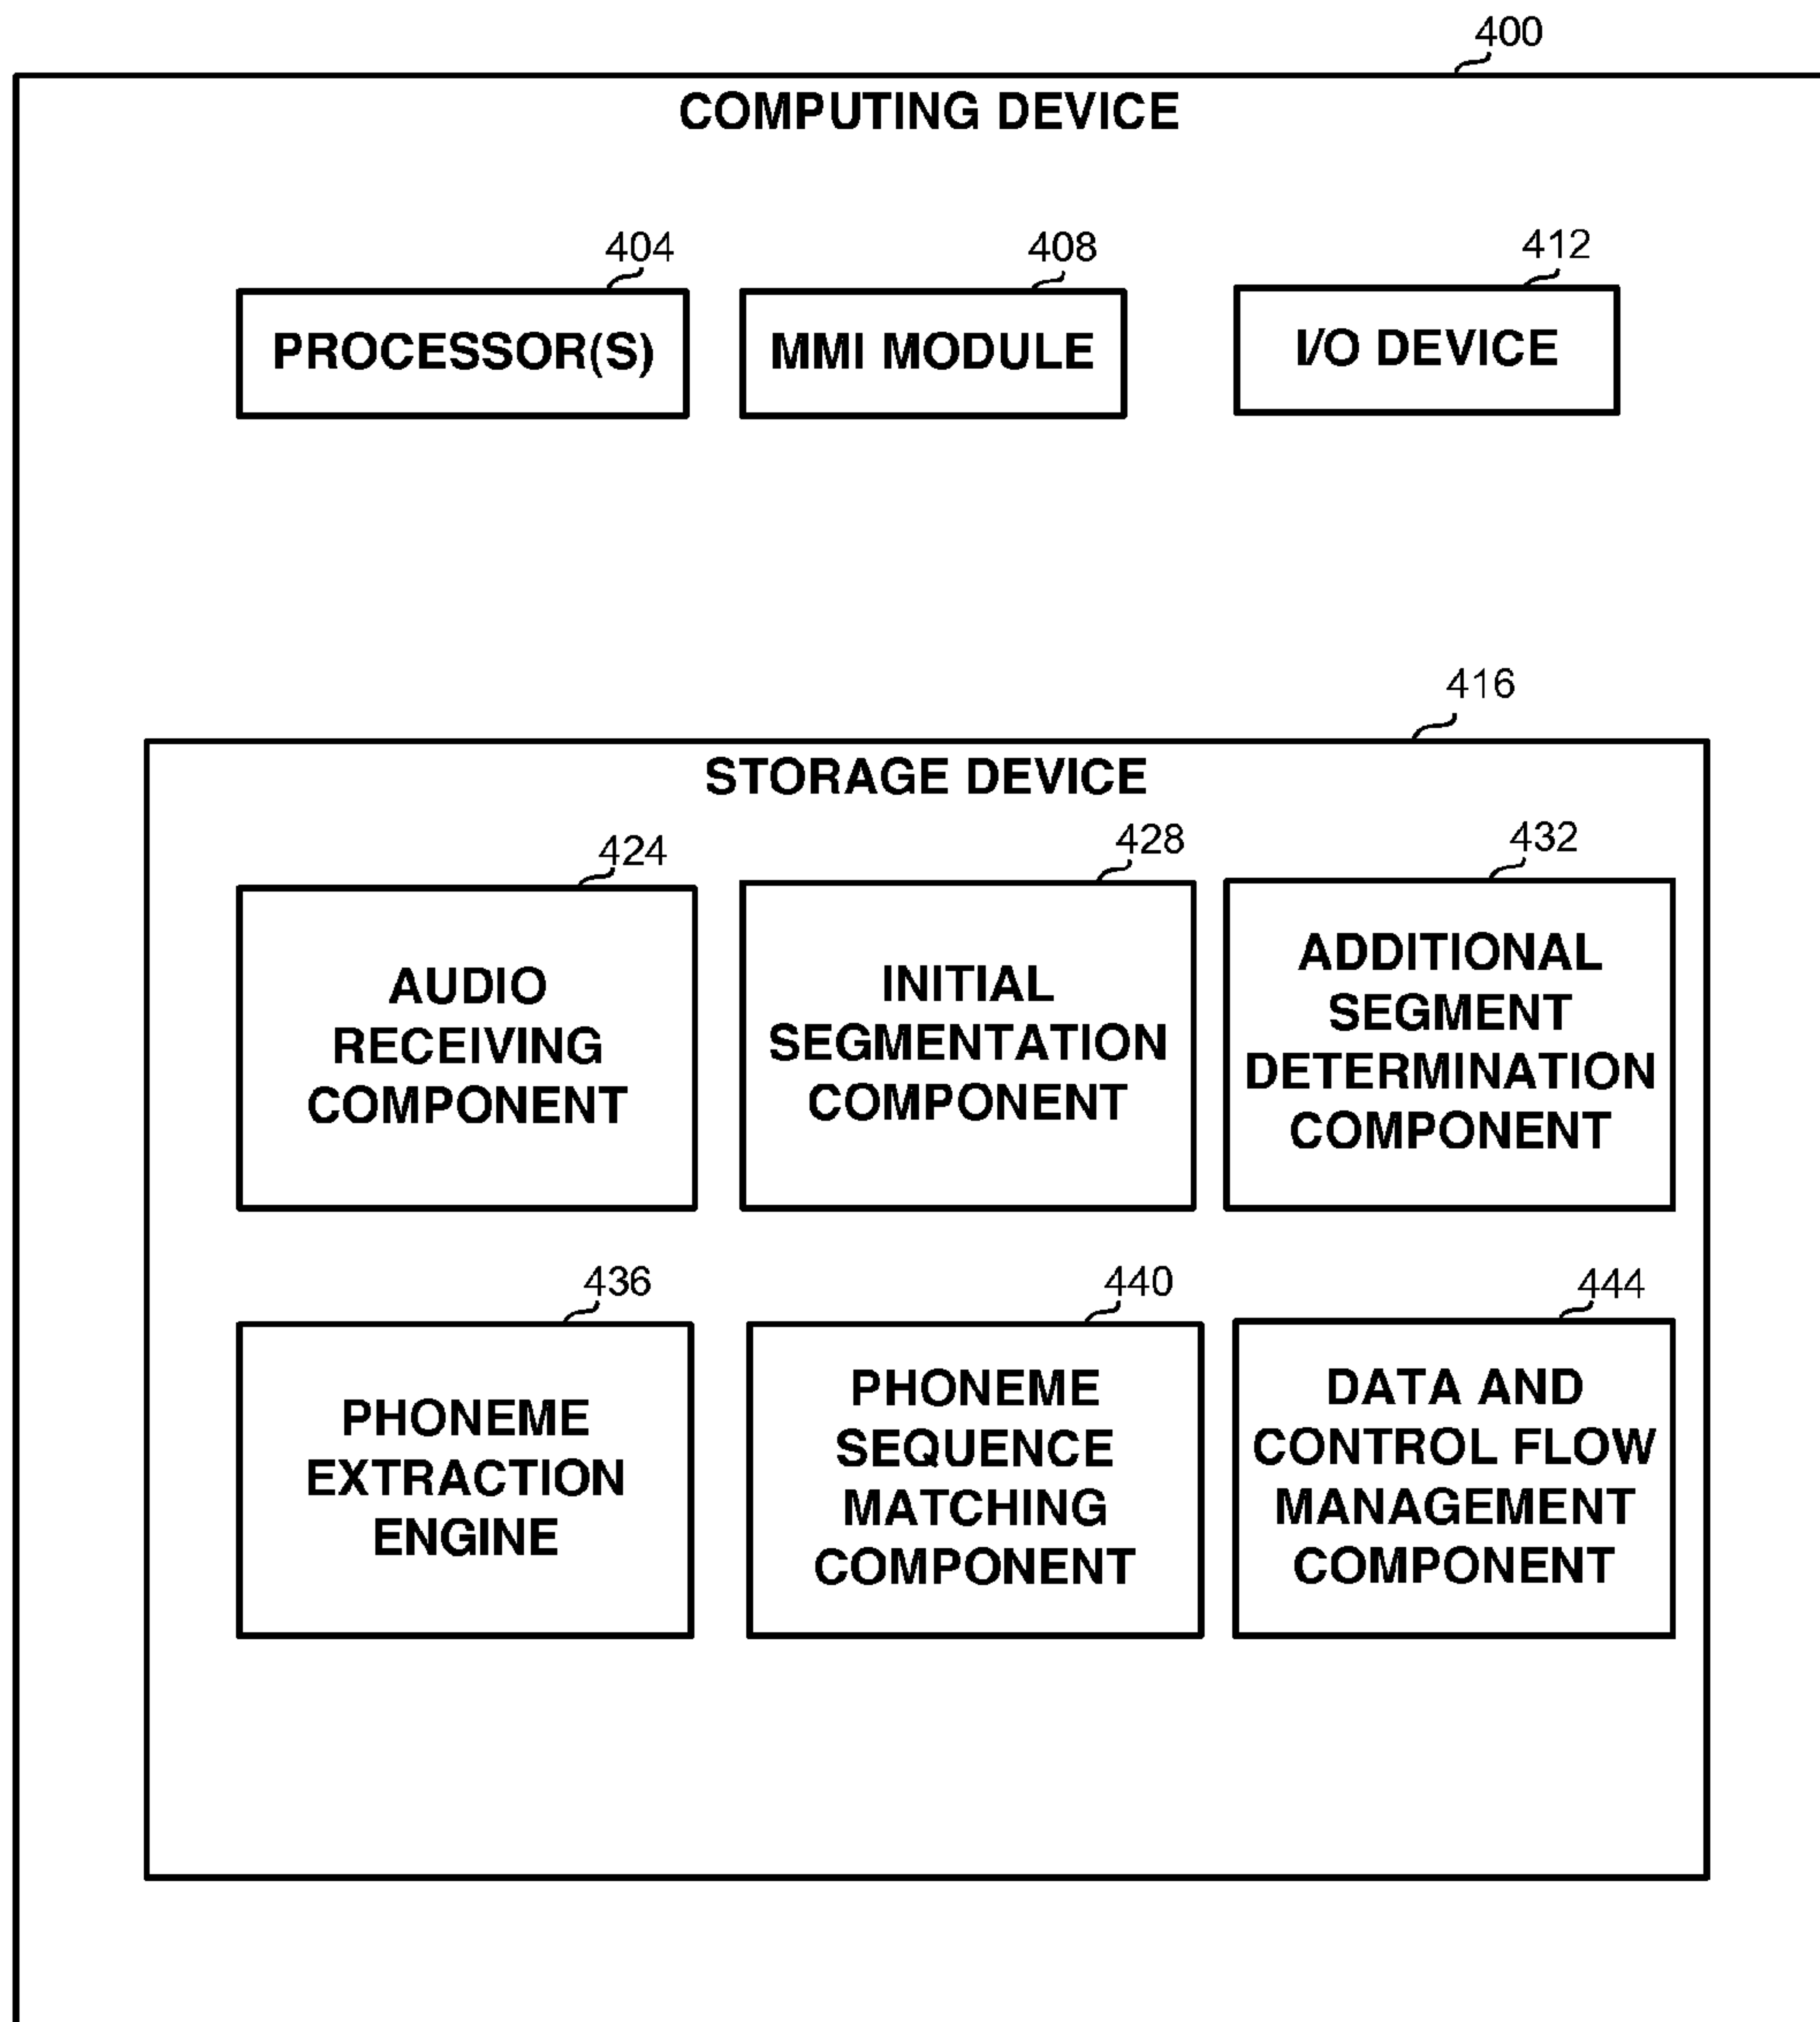 400
COMPUTING DEVICE
404
408
412
PROCESSOR(S)
MMI MODULE
I/O DEVICE
416
STORAGE DEVICE
424
428
432
AUDIO
RECEIVING
COMPONENT
INITIAL
SEGMENTATION
COMPONENT
ADDITIONAL
SEGMENT
DETERMINATION
COMPONENT
436
440
444
PHONEME
EXTRACTION
ENGINE
PHONEME
SEQUENCE
MATCHING
COMPONENT
DATA AND
CONTROL FLOW
MANAGEMENT
COMPONENT